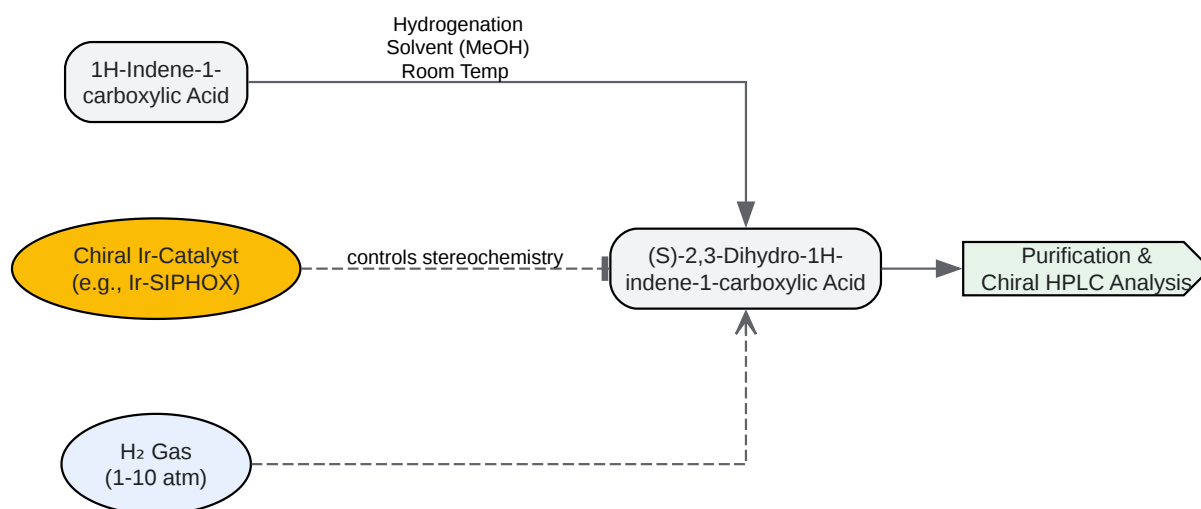 Hydrogenation
Solvent (MeOH)
Room Temp
1H-Indene-1-
carboxylic Acid
Chiral Ir-Catalyst
(e.g., Ir-SIPHOX)
controls stereochemistry
(S)-2,3-Dihydro-1H-
indene-1-carboxylic Acid
Purification &
Chiral HPLC Analysis
H₂ Gas
(1-10 atm)